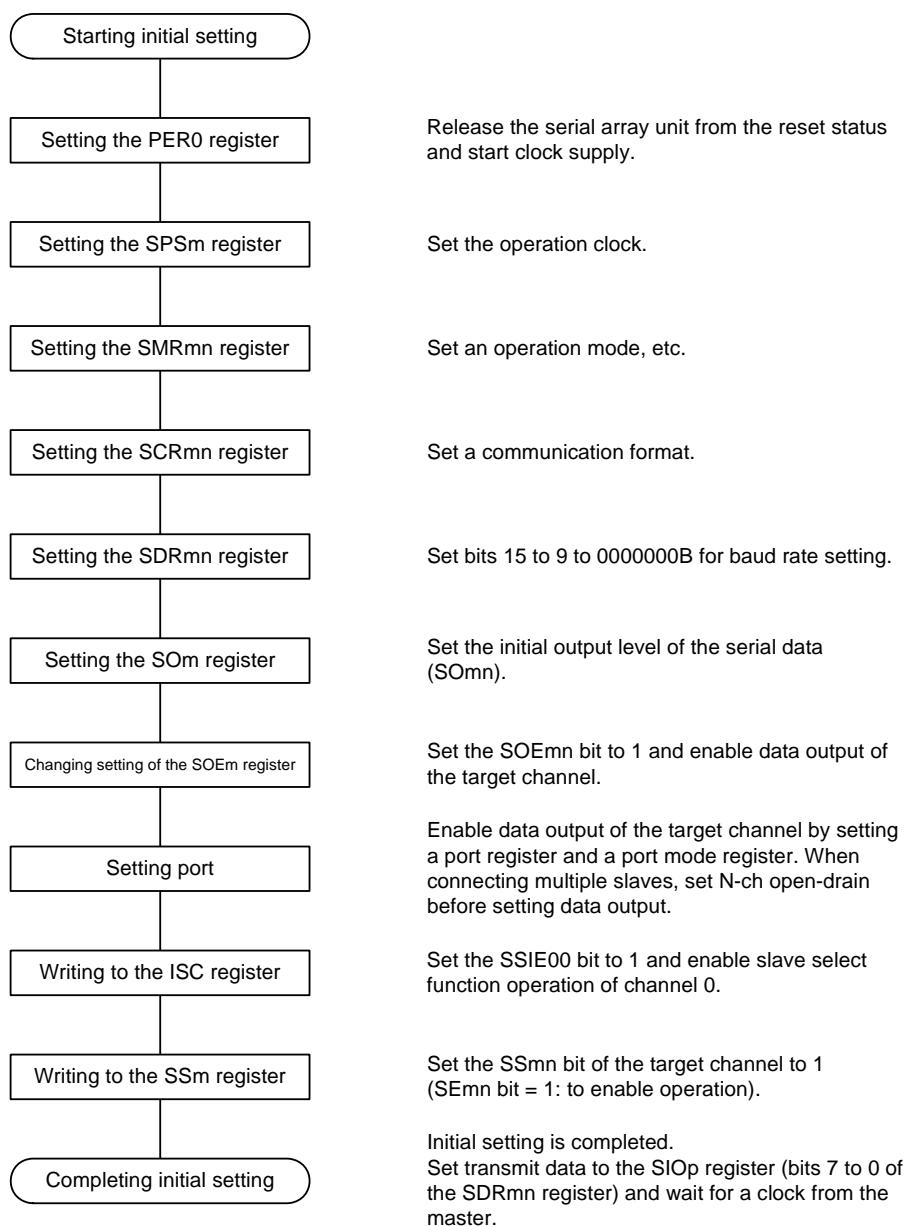 Starting initial setting
Setting the PER0 register
Release the serial array unit from the reset status
and start clock supply.
Setting the SPSm register
Set the operation clock.
Setting the SMRmn register
Set an operation mode, etc.
Setting the SCRmn register
Set a communication format.
Setting the SDRmn register
Set bits 15 to 9 to 0000000B for baud rate setting.
Setting the SOm register
Set the initial output level of the serial data
(SOmn).
Changing setting of the SOEm register
Set the SOEmn bit to 1 and enable data output of
the target channel.
Setting port
Enable data output of the target channel by setting
a port register and a port mode register. When
connecting multiple slaves, set N-ch open-drain
before setting data output.
Writing to the ISC register
Set the SSIE00 bit to 1 and enable slave select
function operation of channel 0.
Writing to the SSm register
Set the SSmn bit of the target channel to 1
(SEmn bit = 1: to enable operation).
Completing initial setting
Initial setting is completed.
Set transmit data to the SIOp register (bits 7 to 0 of
the SDRmn register) and wait for a clock from the
master.